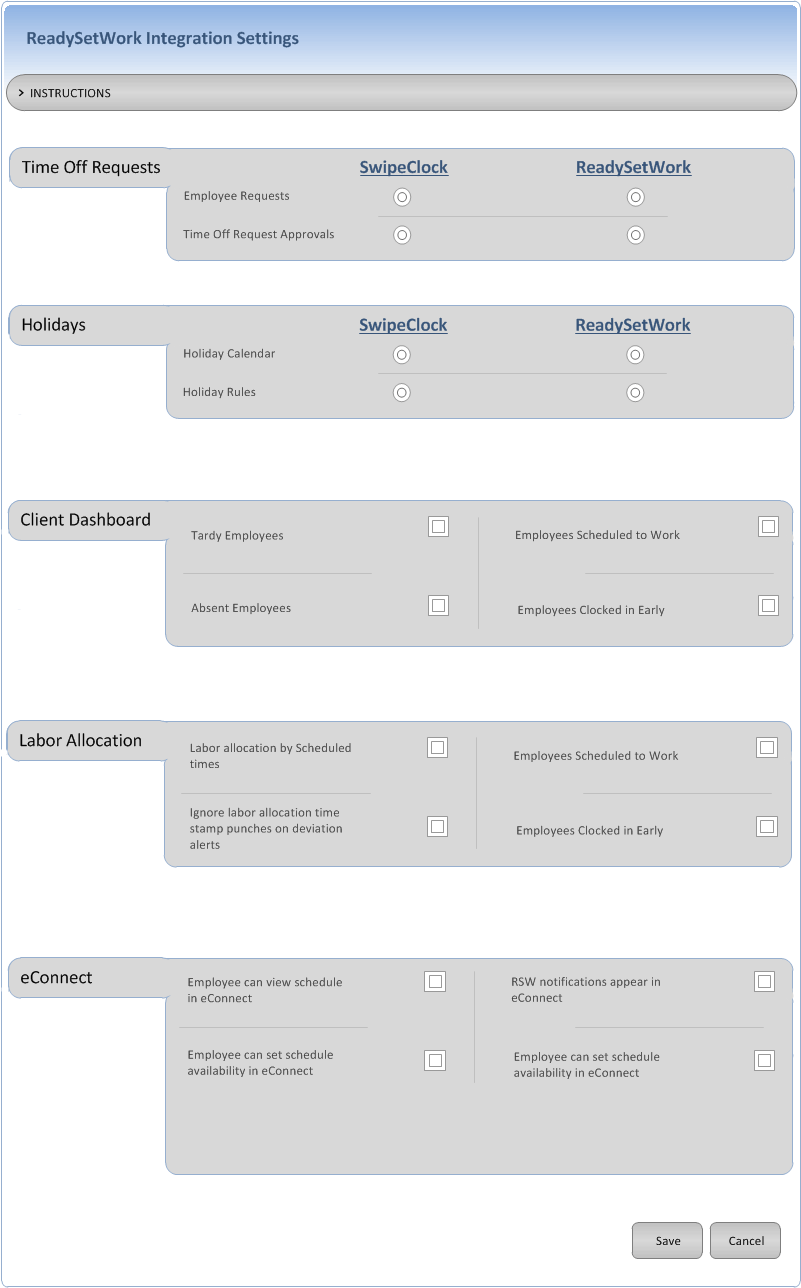 ReadySetWork Integration Settings
> INSTRUCTIONS
Time Off Requests
SwipeClock ReadySetWork
Employee Requests
Time Off Request Approvals
Holidays
SwipeClock ReadySetWork
Holiday Calendar
Holiday Rules
Client Dashboard
Tardy Employees
Employees Scheduled to Work
Absent Employees
Employees Clocked in Early
Labor Allocation
Labor allocation by Scheduled
times
Employees Scheduled to Work
Ignore labor allocation time
stamp punches on deviation
alerts
Employees Clocked in Early
eConnect
Employee can view schedule
in eConnect
RSW notifications appear in
eConnect
Employee can set schedule
availability in eConnect
Employee can set schedule
availability in eConnect
Save Cancel